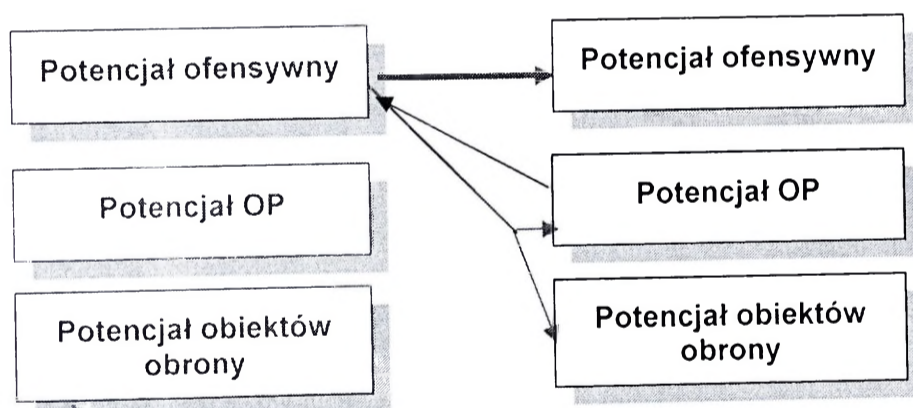 Potencjał ofensywny
Potencjał OP
Potencjał obiektów
obrony
Potencjał ofensywny
Potencjał OP
Potencjał obiektów
obrony